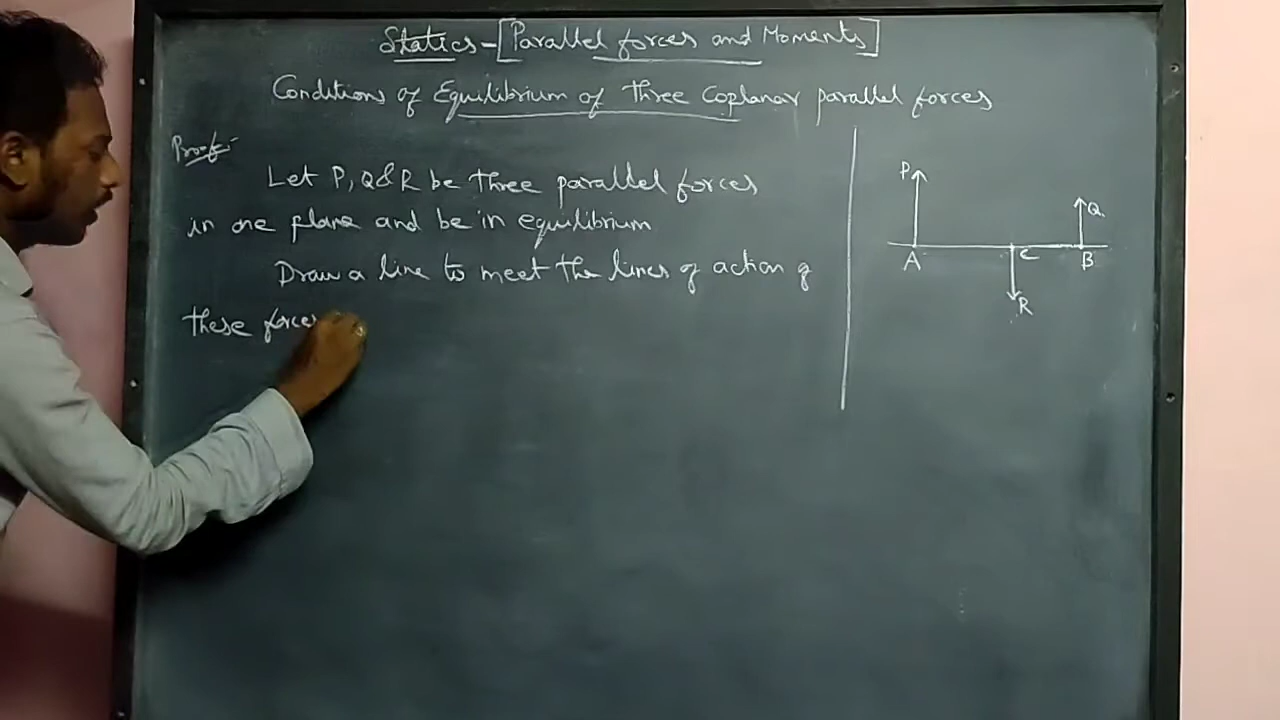 Statics - [Parallel forces and Moments]
Conditions of Equilibrium of Three Coplanar parallel forces
Proof:-
Let P, Q & R be three parallel forces
in one plane and be in equilibrium
Draw a line to meet the lines of action of
these forces
P
Q
A
C
B
R